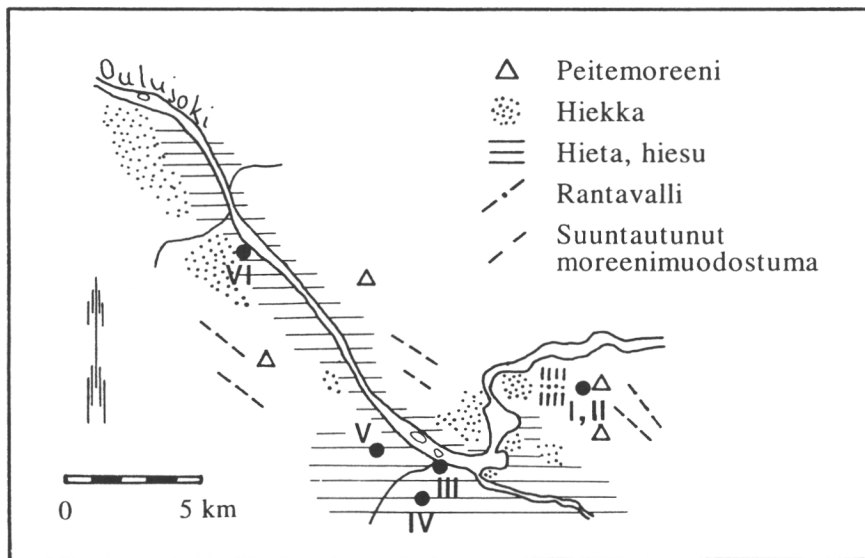 Oulujoki
Peitemoreeni
Hiekka
Hieta, hiesu
Rantavalli
Suuntautunut
moreenimuodostuma
VI
I, II
V
III
IV
0 5 km